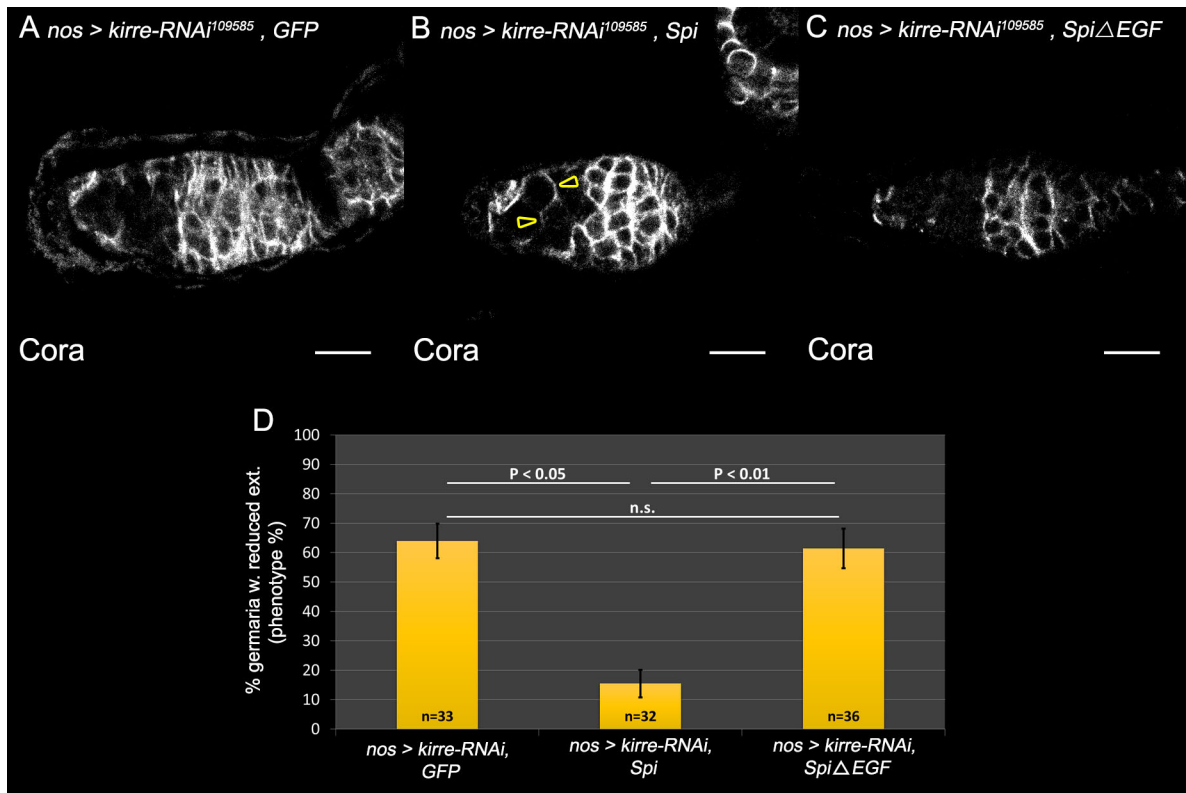 A nos > kirre-RNAi¹⁰⁹⁵⁸⁵ , GFP
B nos > kirre-RNAi¹⁰⁹⁵⁸⁵ , Spi
C nos > kirre-RNAi¹⁰⁹⁵⁸⁵ , Spi△EGF
Cora
Cora
Cora
D
% germaria w. reduced ext.
(phenotype %)
100
90
80
70
60
50
40
30
20
10
0
P < 0.05
P < 0.01
n.s.
n=33
n=32
n=36
nos > kirre-RNAi,
GFP
nos > kirre-RNAi,
Spi
nos > kirre-RNAi,
Spi△EGF